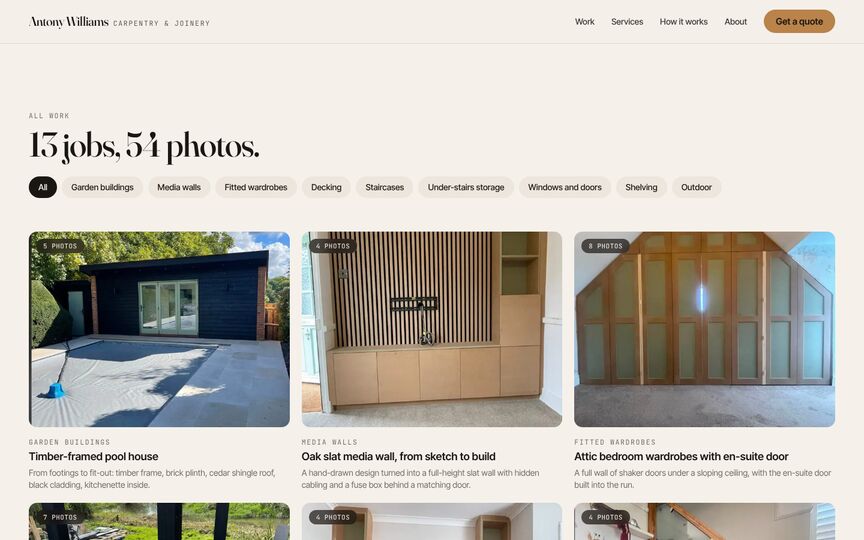 Antony Williams CARPENTRY & JOINERY
Work Services How it works About Get a quote
ALL WORK
13 jobs, 54 photos.
All Garden buildings Media walls Fitted wardrobes Decking Staircases Under-stairs storage Windows and doors Shelving Outdoor
5 PHOTOS
4 PHOTOS
8 PHOTOS
GARDEN BUILDINGS
Timber-framed pool house
From footings to fit-out: timber frame, brick plinth, cedar shingle roof,
black cladding, kitchenette inside.
MEDIA WALLS
Oak slat media wall, from sketch to build
A hand-drawn design turned into a full-height slat wall with hidden
cabling and a fuse box behind a matching door.
FITTED WARDROBES
Attic bedroom wardrobes with en-suite door
A full wall of shaker doors under a sloping ceiling, with the en-suite door
built into the run.
7 PHOTOS
4 PHOTOS
4 PHOTOS